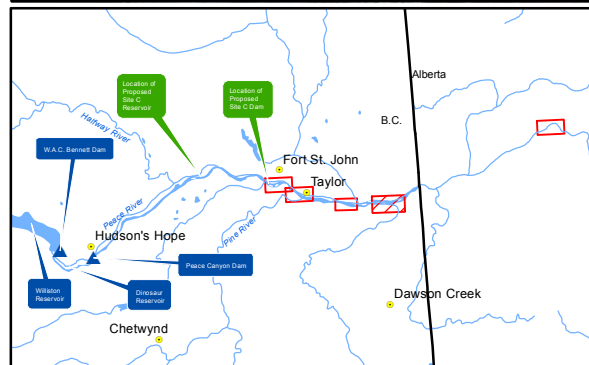 Location of
Proposed
Site C
Reservoir
Location of
Proposed
Site C Dam
Alberta
B.C.
Halfway River
W.A.C. Bennett Dam
Fort St. John
Taylor
Peace River
Pine River
Hudson's Hope
Peace Canyon Dam
Williston
Reservoir
Dinosaur
Reservoir
Dawson Creek
Chetwynd